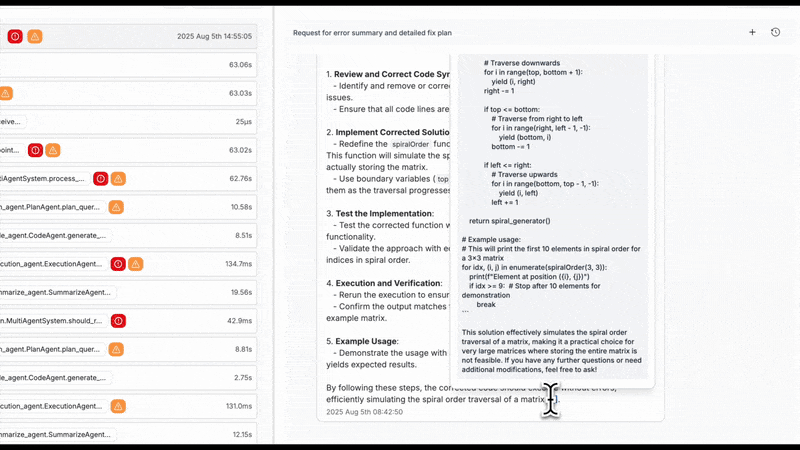 2025 Aug 5th 14:55:05
63.06s
63.03s
ceive...
25μs
point...
63.02s
tiAgentSystem.process_...
62.76s
n_agent.PlanAgent.plan_quer...
10.58s
de_agent.CodeAgent.generate_...
8.51s
ecution_agent.ExecutionAgent...
134.7ms
mmarize_agent.SummarizeAgent...
19.56s
n.MultiAgentSystem.should_r...
42.9ms
n_agent.PlanAgent.plan_quer...
8.81s
de_agent.CodeAgent.generate_...
2.75s
ecution_agent.ExecutionAgent...
131.0ms
mmarize_agent.SummarizeAgent...
12.15s
Request for error summary and detailed fix plan
1. Review and Correct Code Syn
- Identify and remove or corre
issues.
- Ensure that all code lines are
2. Implement Corrected Solutio
- Redefine the spiralOrder func
This function will simulate the sp
actually storing the matrix.
- Use boundary variables ( top
them as the traversal progresses
3. Test the Implementation:
- Test the corrected function w
functionality.
- Validate the approach with ed
indices in spiral order.
4. Execution and Verification:
- Rerun the execution to ensur
- Confirm the output matches
example matrix.
5. Example Usage:
- Demonstrate the usage with
yields expected results.
By following these steps, the corrected code should execute without errors,
efficiently simulating the spiral order traversal of a matrix
2025 Aug 5th 08:42:50
# Traverse downwards
for i in range(top, bottom + 1):
yield (i, right)
right -= 1
if top <= bottom:
# Traverse from right to left
for i in range(right, left - 1, -1):
yield (bottom, i)
bottom -= 1
if left <= right:
# Traverse upwards
for i in range(bottom, top - 1, -1):
yield (i, left)
left += 1
return spiral_generator()
# Example usage:
# This will print the first 10 elements in spiral order for
a 3x3 matrix
for idx, (i, j) in enumerate(spiralOrder(3, 3)):
print(f"Element at position ({i}, {j})")
if idx >= 9: # Stop after 10 elements for
demonstration
break
```
This solution effectively simulates the spiral order
traversal of a matrix, making it a practical choice for
very large matrices where storing the entire matrix is
not feasible. If you have any further questions or need
additional modifications, feel free to ask!